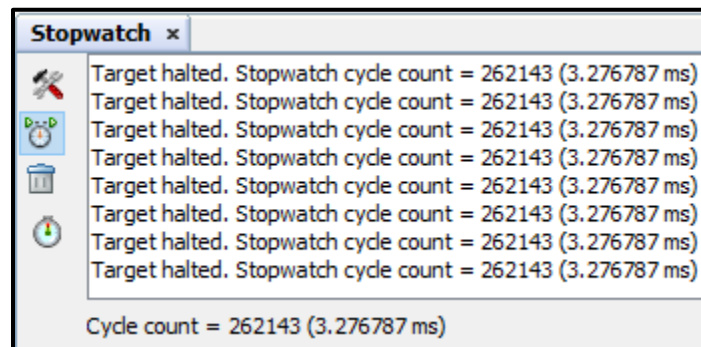 Stopwatch ×
Target halted. Stopwatch cycle count = 262143 (3.276787 ms)
Target halted. Stopwatch cycle count = 262143 (3.276787 ms)
Target halted. Stopwatch cycle count = 262143 (3.276787 ms)
Target halted. Stopwatch cycle count = 262143 (3.276787 ms)
Target halted. Stopwatch cycle count = 262143 (3.276787 ms)
Target halted. Stopwatch cycle count = 262143 (3.276787 ms)
Target halted. Stopwatch cycle count = 262143 (3.276787 ms)
Target halted. Stopwatch cycle count = 262143 (3.276787 ms)
Cycle count = 262143 (3.276787 ms)